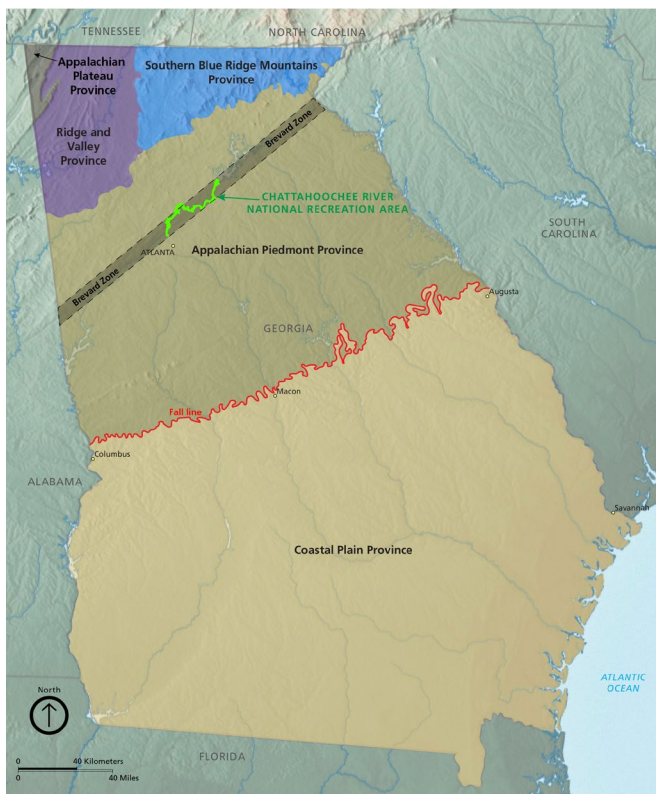 TENNESSEE
NORTH CAROLINA
Appalachian
Plateau
Province
Southern Blue Ridge Mountains
Province
Ridge and
Valley
Province
Brevard Zone
CHATTAHOOCHEE RIVER
NATIONAL RECREATION AREA
SOUTH
CAROLINA
ATLANTA
Appalachian Piedmont Province
Brevard Zone
Augusta
GEORGIA
Macon
Fall line
Columbus
ALABAMA
Savannah
Coastal Plain Province
ATLANTIC
OCEAN
North
FLORIDA
0 40 Kilometers
0 40 Miles